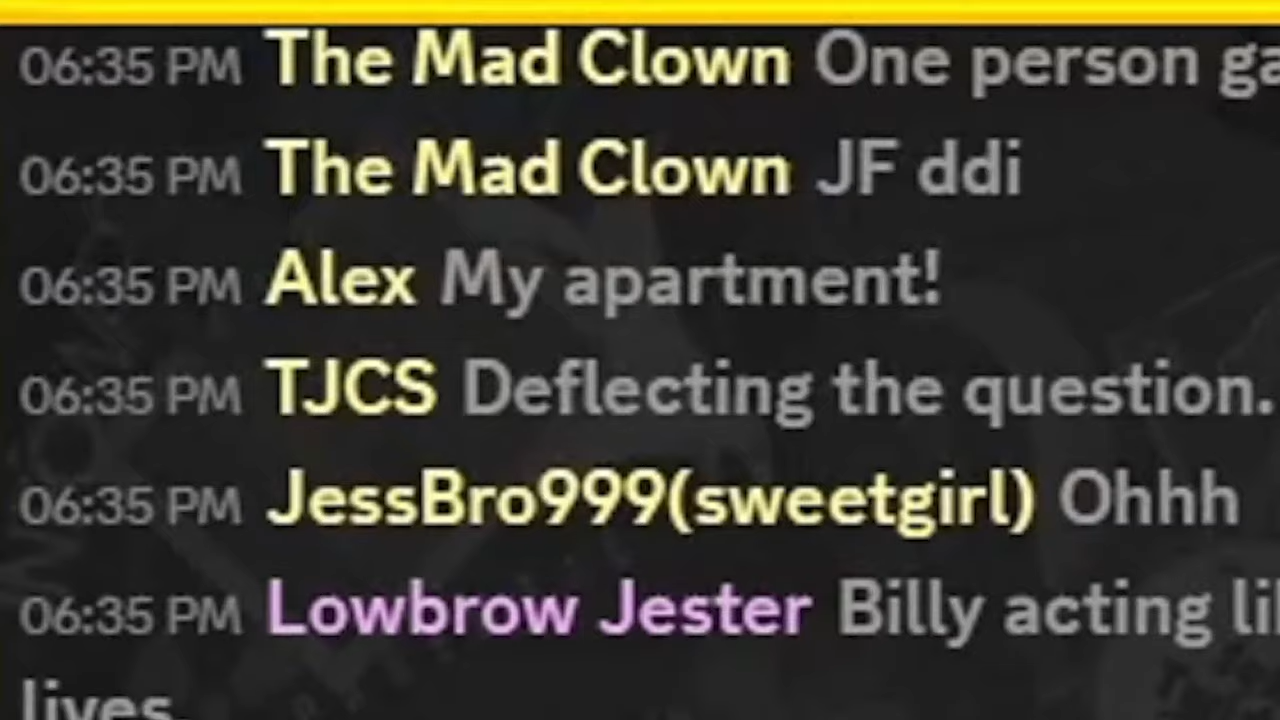 06:35 PM The Mad Clown One person ga
06:35 PM The Mad Clown JF ddi
06:35 PM Alex My apartment!
06:35 PM TJCS Deflecting the question.
06:35 PM JessBro999(sweetgirl) Ohhh
06:35 PM Lowbrow Jester Billy acting li
lives.